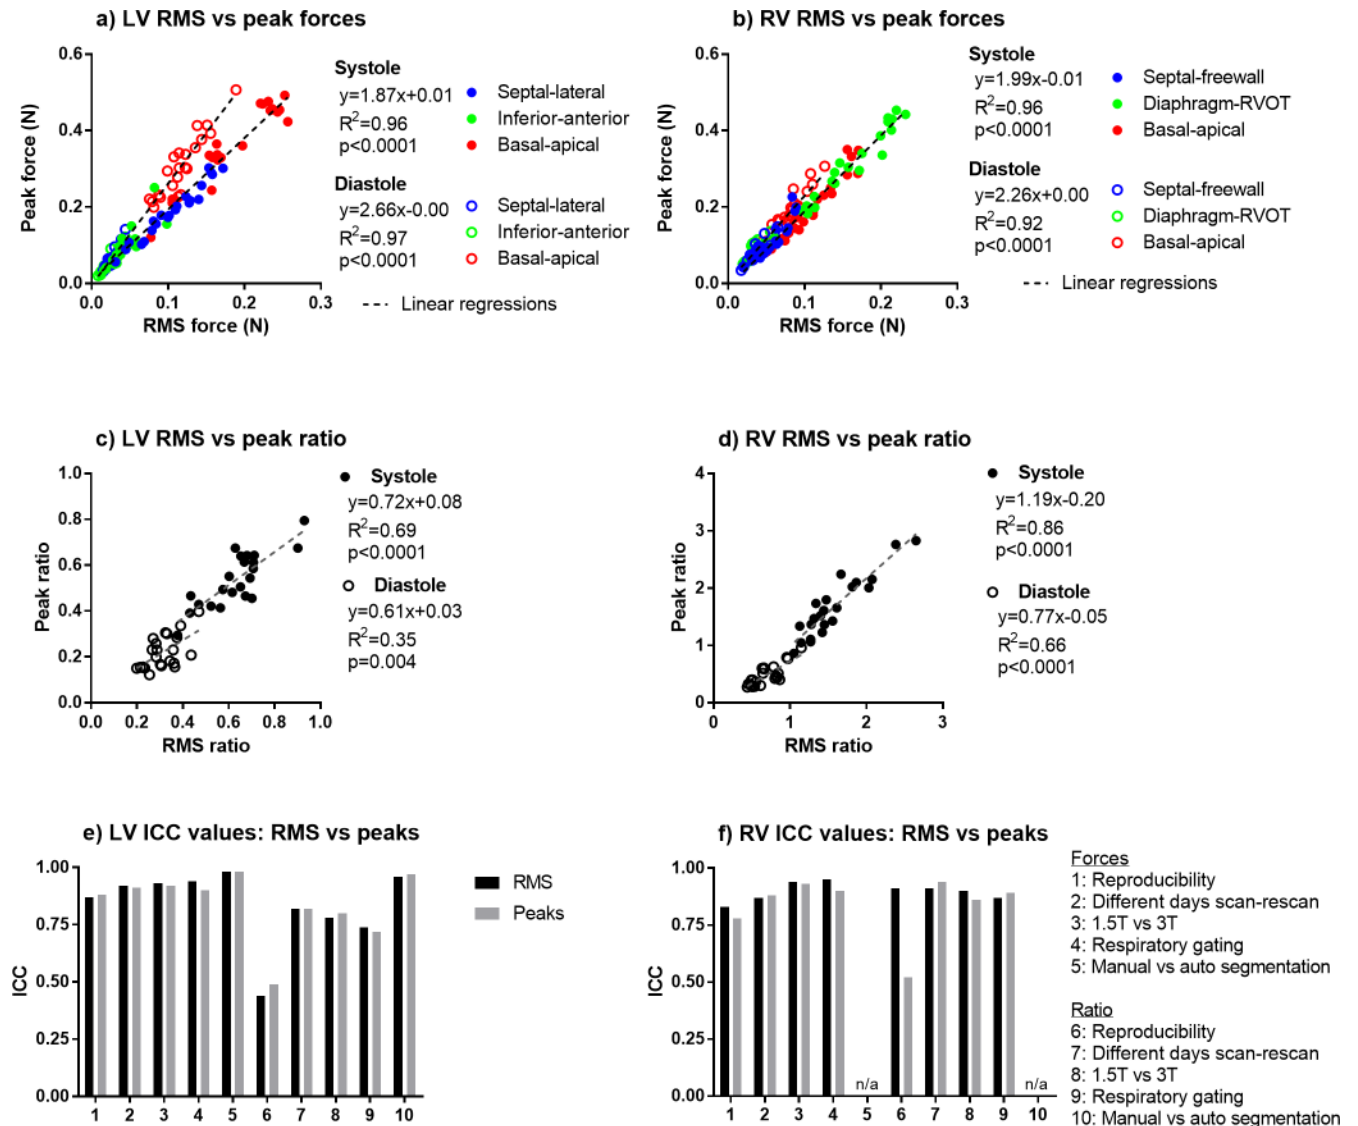 a) LV RMS vs peak forces
0.6
0.4
0.2
0.0
0.0 0.1 0.2 0.3
Peak force (N)
RMS force (N)
Systole
y=1.87x+0.01
R²=0.96
p<0.0001
Septal-lateral
Inferior-anterior
Basal-apical
Diastole
y=2.66x-0.00
R²=0.97
p<0.0001
Septal-lateral
Inferior-anterior
Basal-apical
Linear regressions
b) RV RMS vs peak forces
0.6
0.4
0.2
0.0
0.0 0.1 0.2 0.3
Peak force (N)
RMS force (N)
Systole
y=1.99x-0.01
R²=0.96
p<0.0001
Septal-freewall
Diaphragm-RVOT
Basal-apical
Diastole
y=2.26x+0.00
R²=0.92
p<0.0001
Septal-freewall
Diaphragm-RVOT
Basal-apical
Linear regressions
c) LV RMS vs peak ratio
1.0
0.8
0.6
0.4
0.2
0.0
0.0 0.2 0.4 0.6 0.8 1.0
Peak ratio
RMS ratio
Systole
y=0.72x+0.08
R²=0.69
p<0.0001
Diastole
y=0.61x+0.03
R²=0.35
p=0.004
d) RV RMS vs peak ratio
4
3
2
1
0
0 1 2 3
Peak ratio
RMS ratio
Systole
y=1.19x-0.20
R²=0.86
p<0.0001
Diastole
y=0.77x-0.05
R²=0.66
p<0.0001
e) LV ICC values: RMS vs peaks
1.00
0.75
0.50
0.25
0.00
ICC
1 2 3 4 5 6 7 8 9 10
RMS
Peaks
f) RV ICC values: RMS vs peaks
1.00
0.75
0.50
0.25
0.00
ICC
n/a n/a
1 2 3 4 5 6 7 8 9 10
Forces
1: Reproducibility
2: Different days scan-rescan
3: 1.5T vs 3T
4: Respiratory gating
5: Manual vs auto segmentation
Ratio
6: Reproducibility
7: Different days scan-rescan
8: 1.5T vs 3T
9: Respiratory gating
10: Manual vs auto segmentation